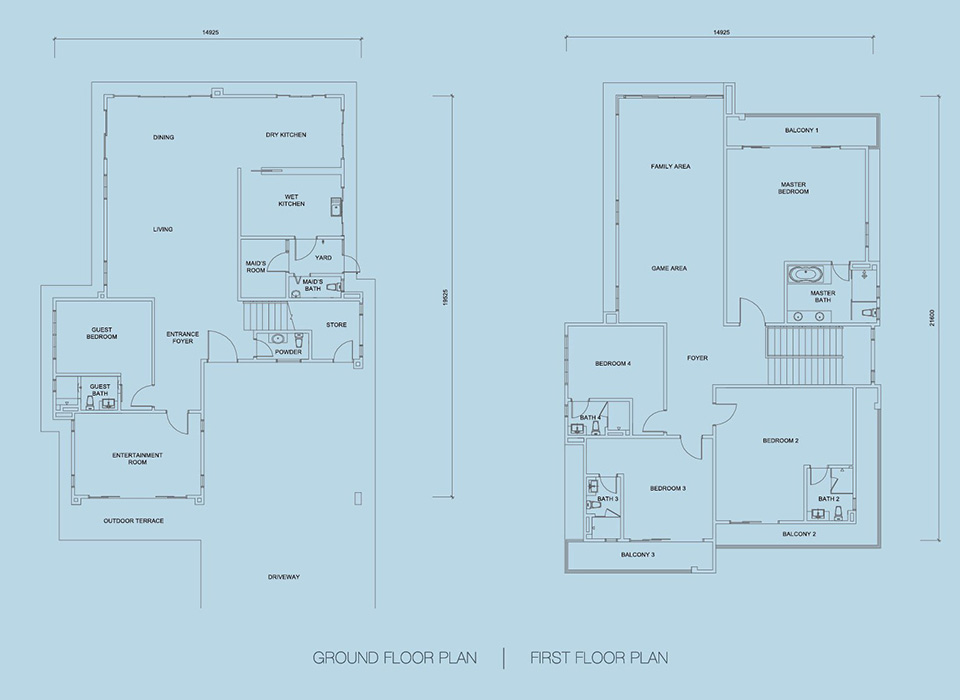 14925
14925
BALCONY 1
DINING
DRY KITCHEN
FAMILY AREA
MASTER
BEDROOM
WET
KITCHEN
LIVING
YARD
MAID'S
ROOM
GAME AREA
MAID'S
BATH
MASTER
BATH
19525
21600
STORE
GUEST
BEDROOM
ENTRANCE
FOYER
POWDER
FOYER
BEDROOM 4
GUEST
BATH
BATH 4
BEDROOM 2
ENTERTAINMENT
ROOM
BEDROOM 3
BATH 3
BATH 2
OUTDOOR TERRACE
BALCONY 2
BALCONY 3
DRIVEWAY
GROUND FLOOR PLAN | FIRST FLOOR PLAN